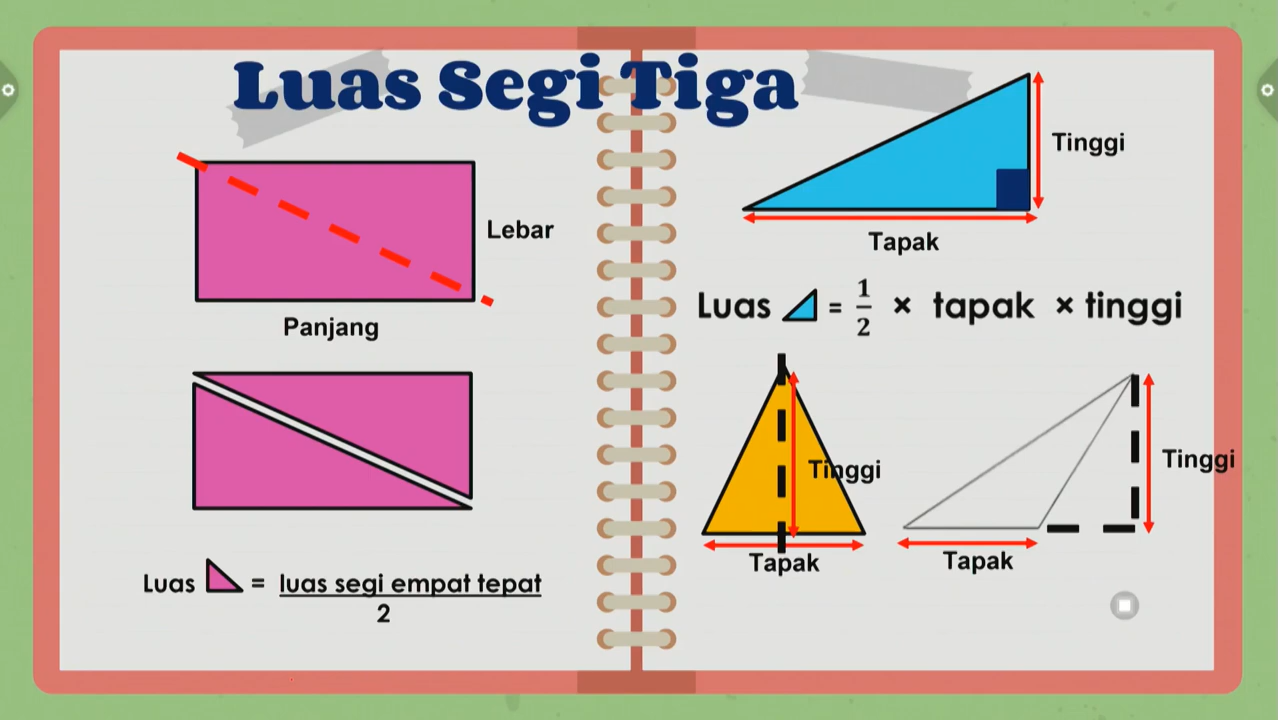 Luas Segi Tiga
Lebar
Panjang
Luas = luas segi empat tepat
2
Tinggi
Tapak
Luas = 1/2 × tapak × tinggi
Tinggi
Tapak
Tinggi
Tapak